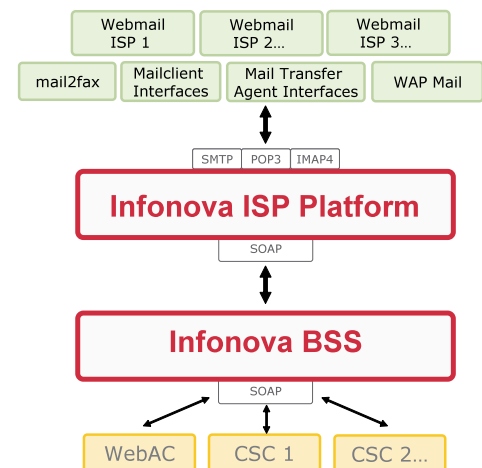 Webmail
ISP 1
Webmail
ISP 2...
Webmail
ISP 3...
mail2fax
Mailclient
Interfaces
Mail Transfer
Agent Interfaces
WAP Mail
SMTP
POP3
IMAP4
Infonova ISP Platform
SOAP
Infonova BSS
SOAP
WebAC
CSC 1
CSC 2...